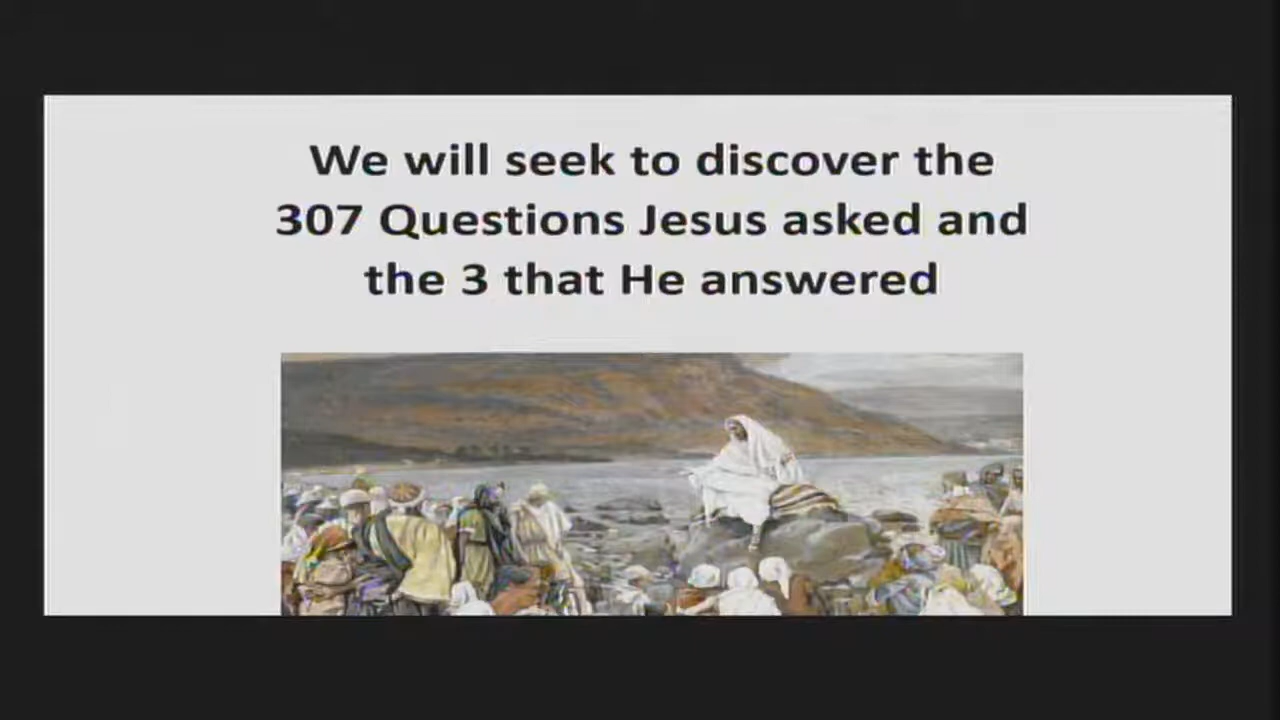 We will seek to discover the
307 Questions Jesus asked and
the 3 that He answered